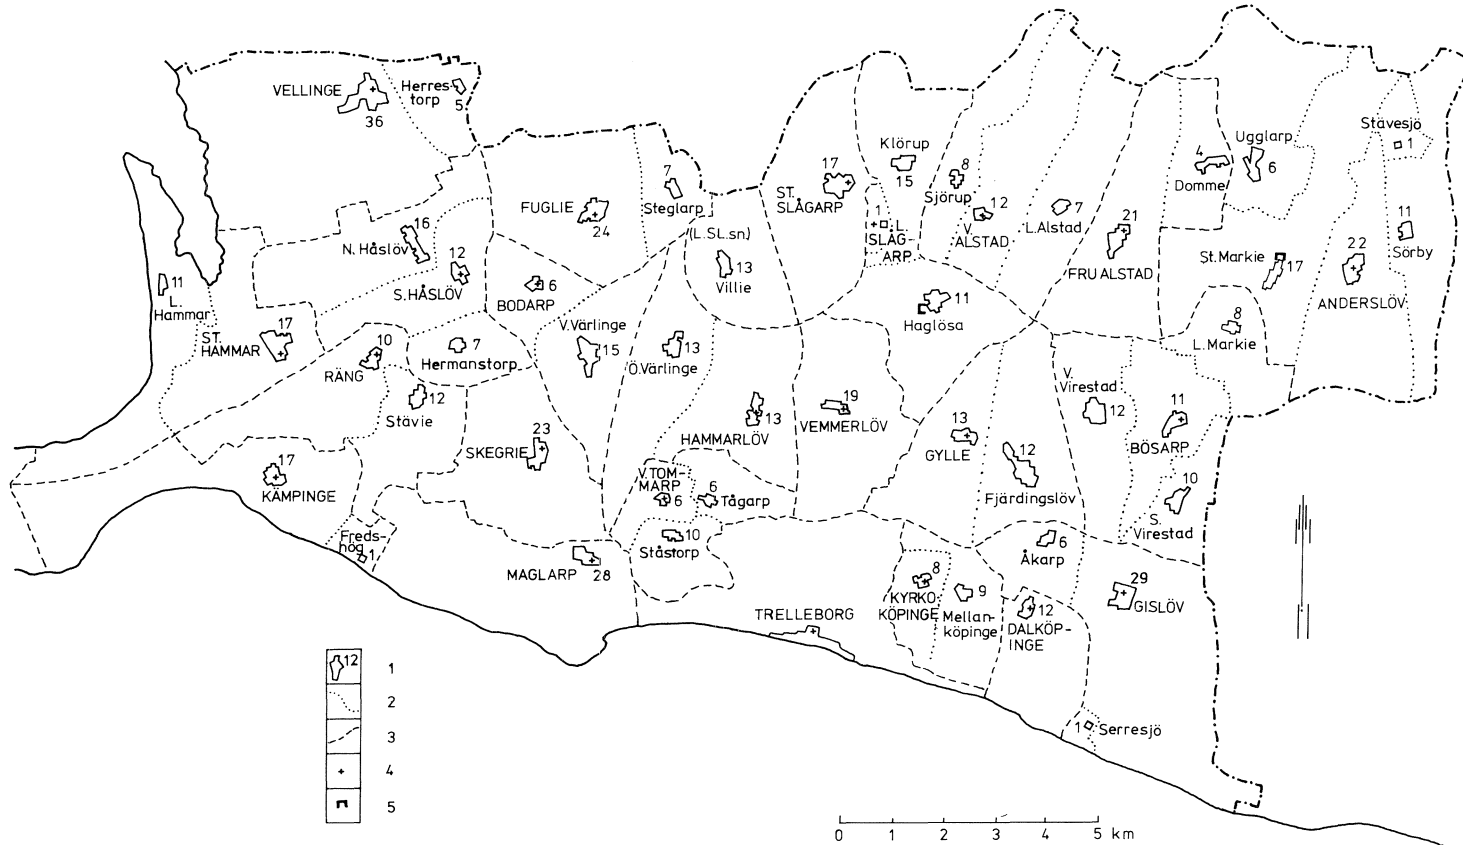 VELLINGE
36
Herres-
torp
5
Klörup
15
17
ST.
SLÅGARP
8
Sjörup
12
V.
ALSTAD
7
L.Alstad
21
FRU ALSTAD
4
Domme
Ugglarp
6
Stävesjö
1
7
Steglarp
FUGLIE
24
(L.SL.sn.)
13
Villie
1
L.
SLÅG-
ARP
16
N.Håslöv
12
S.HÅSLÖV
6
BODARP
11
L.
Hammar
ST.
HAMMAR
17
11
Haglösa
St.Markie
17
22
ANDERSLÖV
11
Sörby
8
L.Markie
10
RÄNG
7
Hermanstorp
V.Värlinge
15
13
Ö.Värlinge
12
Stävie
23
SKEGRIE
13
HAMMARLÖV
19
VEMMERLÖV
13
GYLLE
12
Fjärdingslöv
V.
Virestad
12
11
BÖSARP
10
S.
Virestad
17
KÄMPINGE
Freds-
hög
1
V.TOM-
MARP
6
6
Tågarp
10
Ståstorp
MAGLARP
28
TRELLEBORG
8
KYRKO-
KÖPINGE
9
Mellan-
köpinge
6
Åkarp
12
DALKÖP-
INGE
29
GISLÖV
1
Serresjö
12
1
2
3
4
5
0 1 2 3 4 5 km